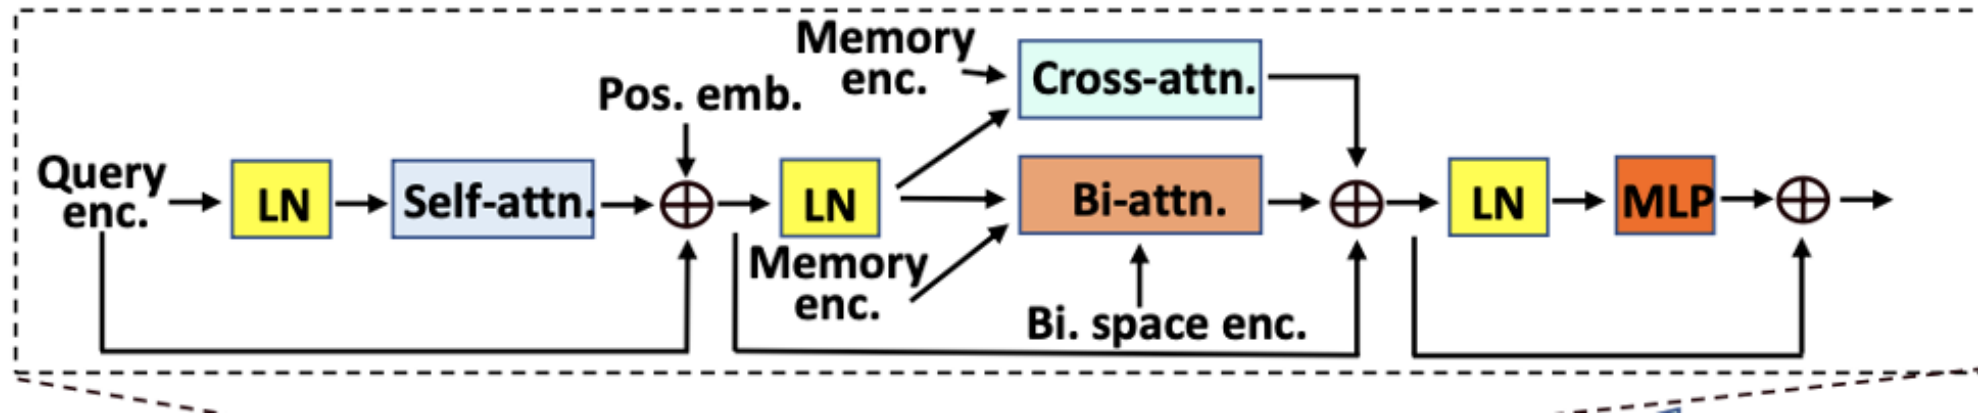 Memory
enc.
Cross-attn.
Pos. emb.
Query
enc.
LN
Self-attn.
LN
Bi-attn.
LN
MLP
Memory
enc.
Bi. space enc.